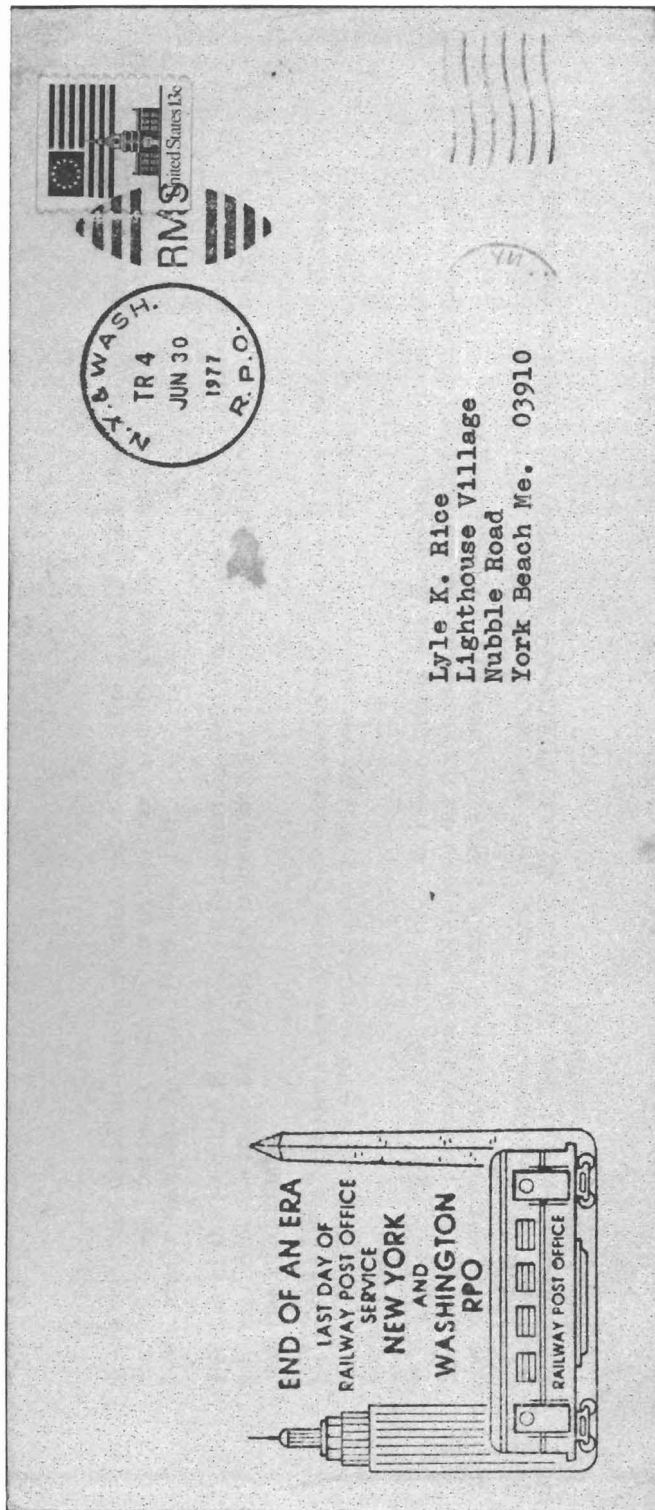 United States 13c
RMS
N.Y. & WASH.
TR 4
JUN 30
1977
R. P. O.
Lyle K. Rice
Lighthouse Village
Nubble Road
York Beach Me. 03910
END OF AN ERA
LAST DAY OF
RAILWAY POST OFFICE
SERVICE
NEW YORK
AND
WASHINGTON
RPO
RAILWAY POST OFFICE